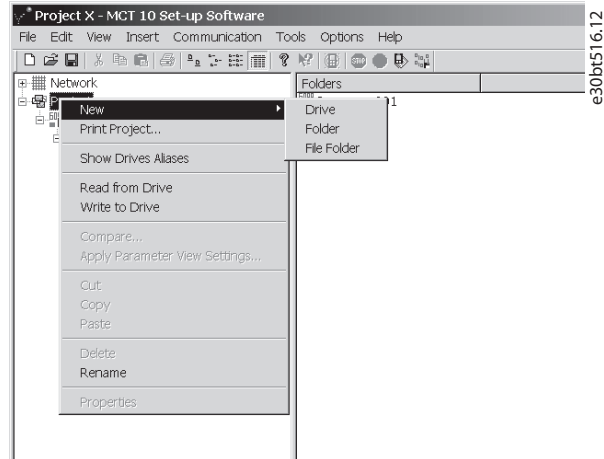 Project X - MCT 10 Set-up Software
File Edit View Insert Communication Tools Options Help
Network
Folders
New
Drive
Folder
File Folder
Print Project...
Show Drives Aliases
Read from Drive
Write to Drive
Compare...
Apply Parameter View Settings...
Cut
Copy
Paste
Delete
Rename
Properties
e30bt516.12